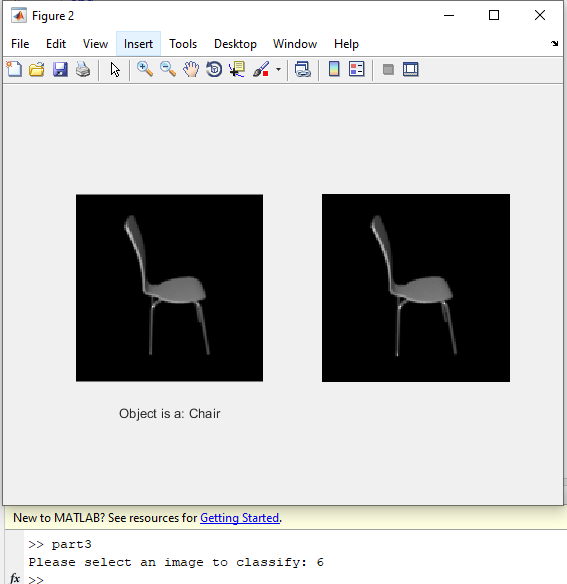 Figure 2
File Edit View Insert Tools Desktop Window Help
Object is a: Chair
New to MATLAB? See resources for Getting Started.
>> part3
Please select an image to classify: 6
fx >>